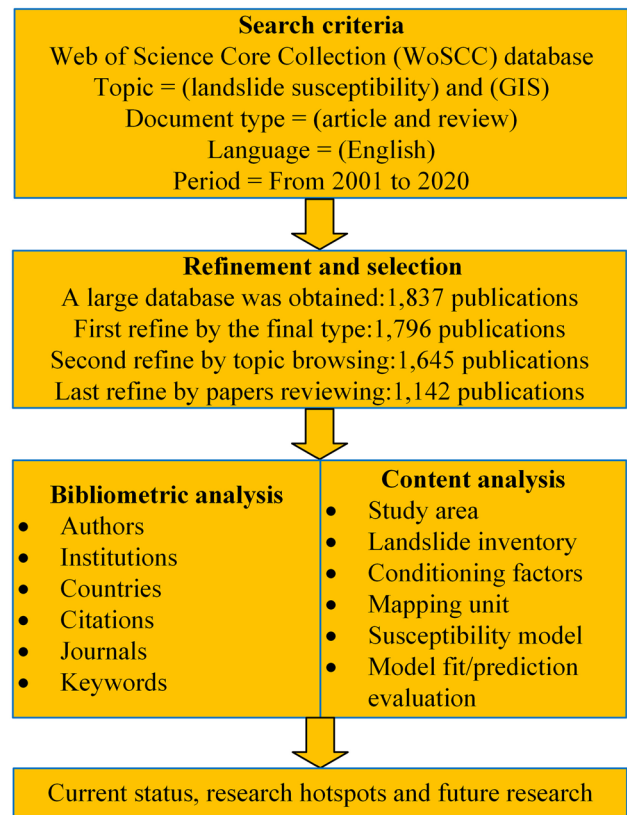 Search criteria
Web of Science Core Collection (WoSCC) database
Topic = (landslide susceptibility) and (GIS)
Document type = (article and review)
Language = (English)
Period = From 2001 to 2020
Refinement and selection
A large database was obtained:1,837 publications
First refine by the final type:1,796 publications
Second refine by topic browsing:1,645 publications
Last refine by papers reviewing:1,142 publications
Bibliometric analysis
• Authors
• Institutions
• Countries
• Citations
• Journals
• Keywords
Content analysis
• Study area
• Landslide inventory
• Conditioning factors
• Mapping unit
• Susceptibility model
• Model fit/prediction
evaluation
Current status, research hotspots and future research